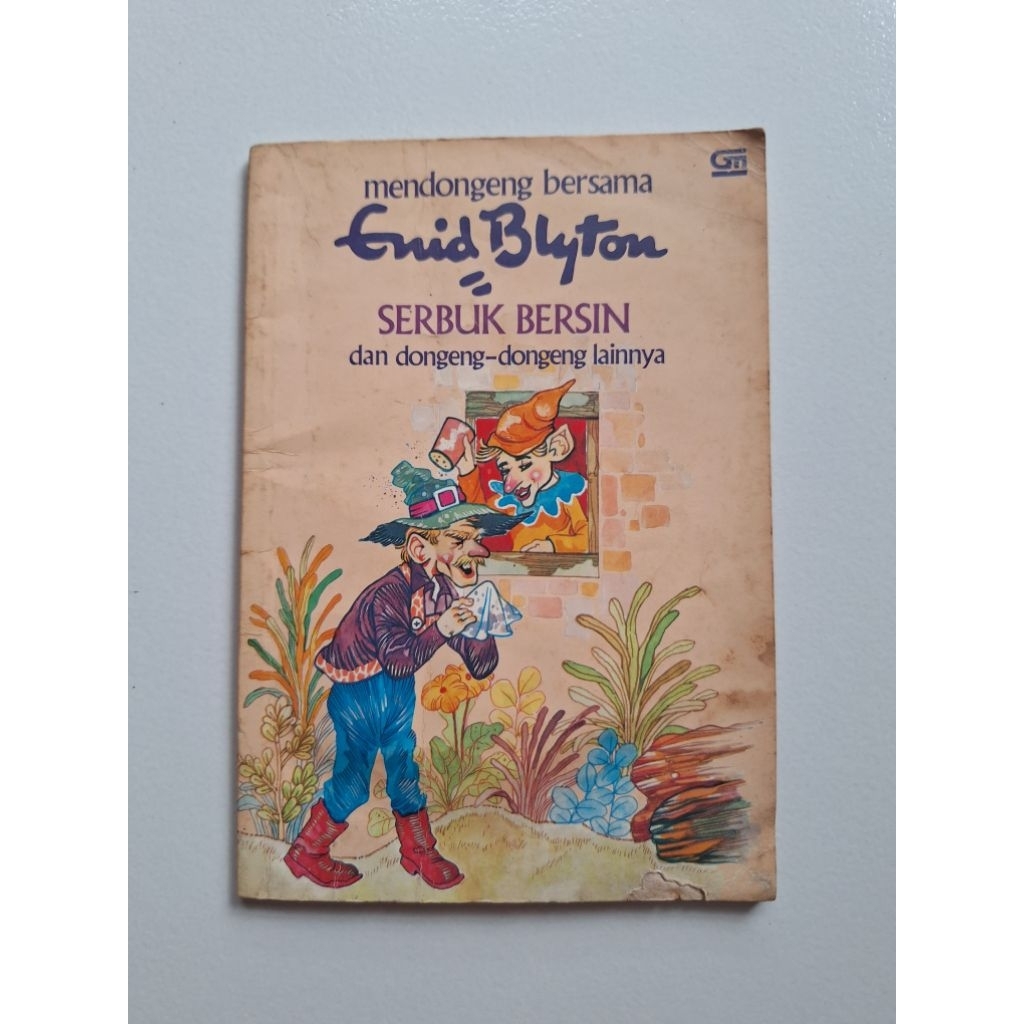 mendongeng bersama
Enid Blyton
SERBUK BERSIN
dan dongeng-dongeng lainnya